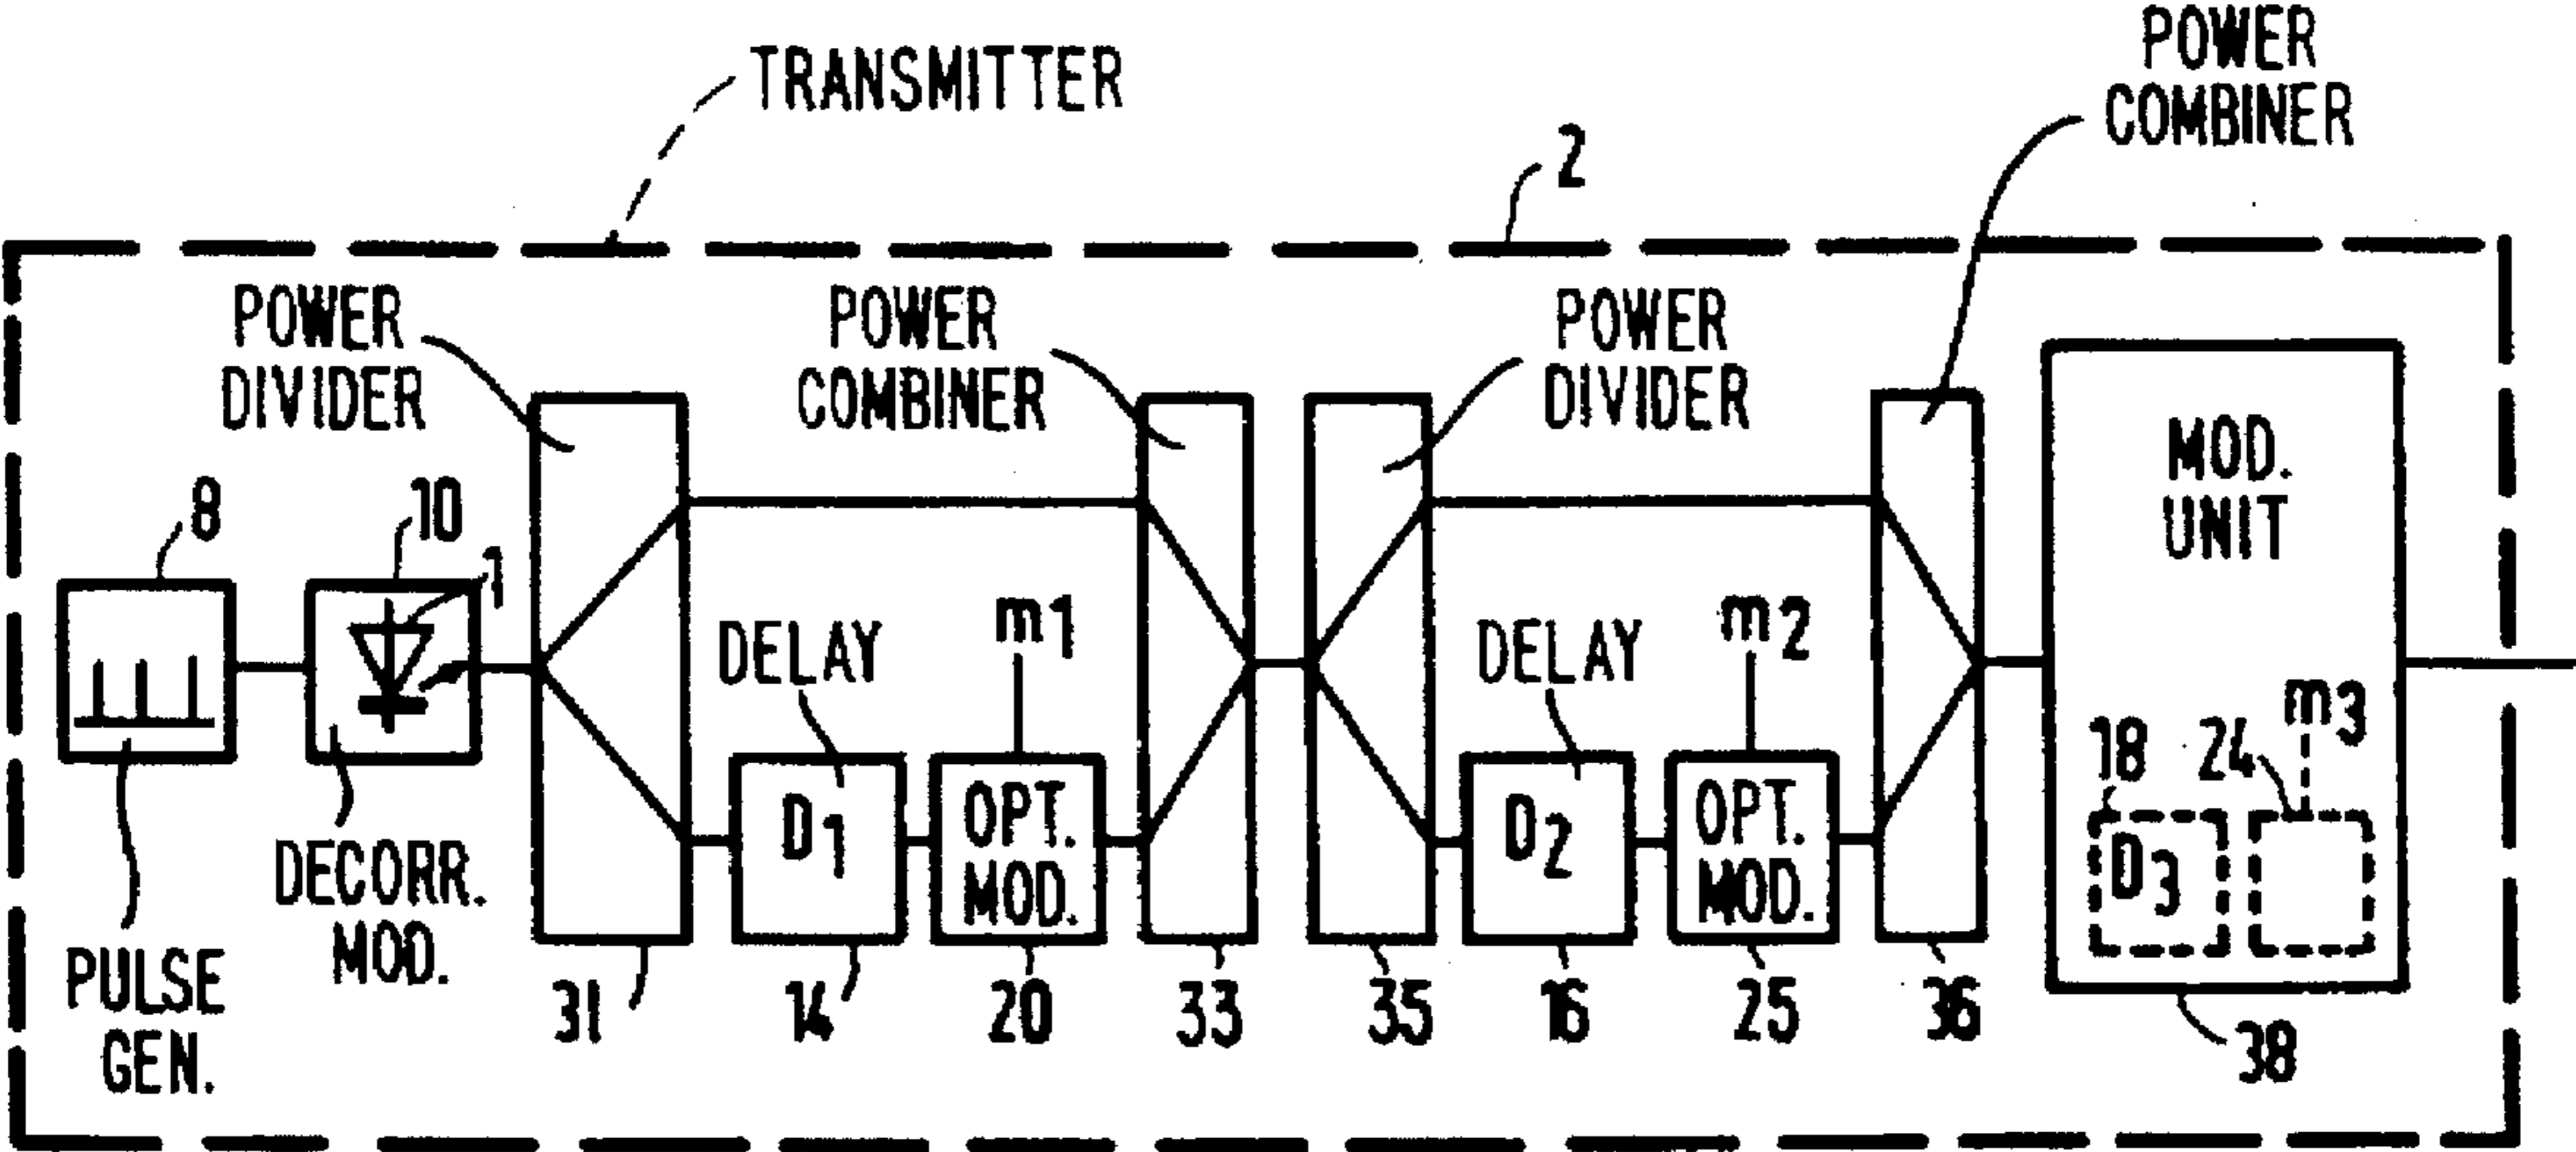 POWER
COMBINER
TRANSMITTER
2
POWER
DIVIDER
POWER
COMBINER
POWER
DIVIDER
MOD.
UNIT
8
10
1
DELAY
m1
DELAY
m2
m3
18
24
D1
OPT.
MOD.
D2
OPT.
MOD.
D3
DECORR.
MOD.
PULSE
GEN.
31
14
20
33
35
16
25
36
38